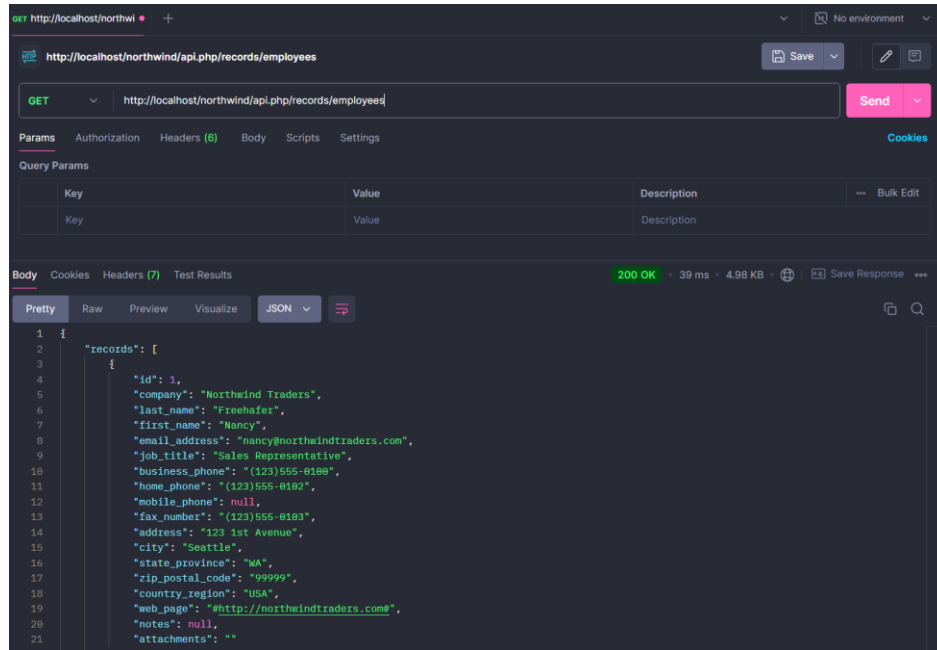 GET http://localhost/northwi
No environment
HTTP http://localhost/northwind/api.php/records/employees
Save
GET http://localhost/northwind/api.php/records/employees
Send
Params Authorization Headers (6) Body Scripts Settings Cookies
Query Params
Key Value Description Bulk Edit
Key Value Description
Body Cookies Headers (7) Test Results 200 OK 39 ms 4.98 KB Save Response
Pretty Raw Preview Visualize JSON
1 {
2 "records": [
3 {
4 "id": 1,
5 "company": "Northwind Traders",
6 "last_name": "Freehafer",
7 "first_name": "Nancy",
8 "email_address": "nancy@northwindtraders.com",
9 "job_title": "Sales Representative",
10 "business_phone": "(123)555-0100",
11 "home_phone": "(123)555-0102",
12 "mobile_phone": null,
13 "fax_number": "(123)555-0103",
14 "address": "123 1st Avenue",
15 "city": "Seattle",
16 "state_province": "WA",
17 "zip_postal_code": "99999",
18 "country_region": "USA",
19 "web_page": "#http://northwindtraders.com#",
20 "notes": null,
21 "attachments": ""